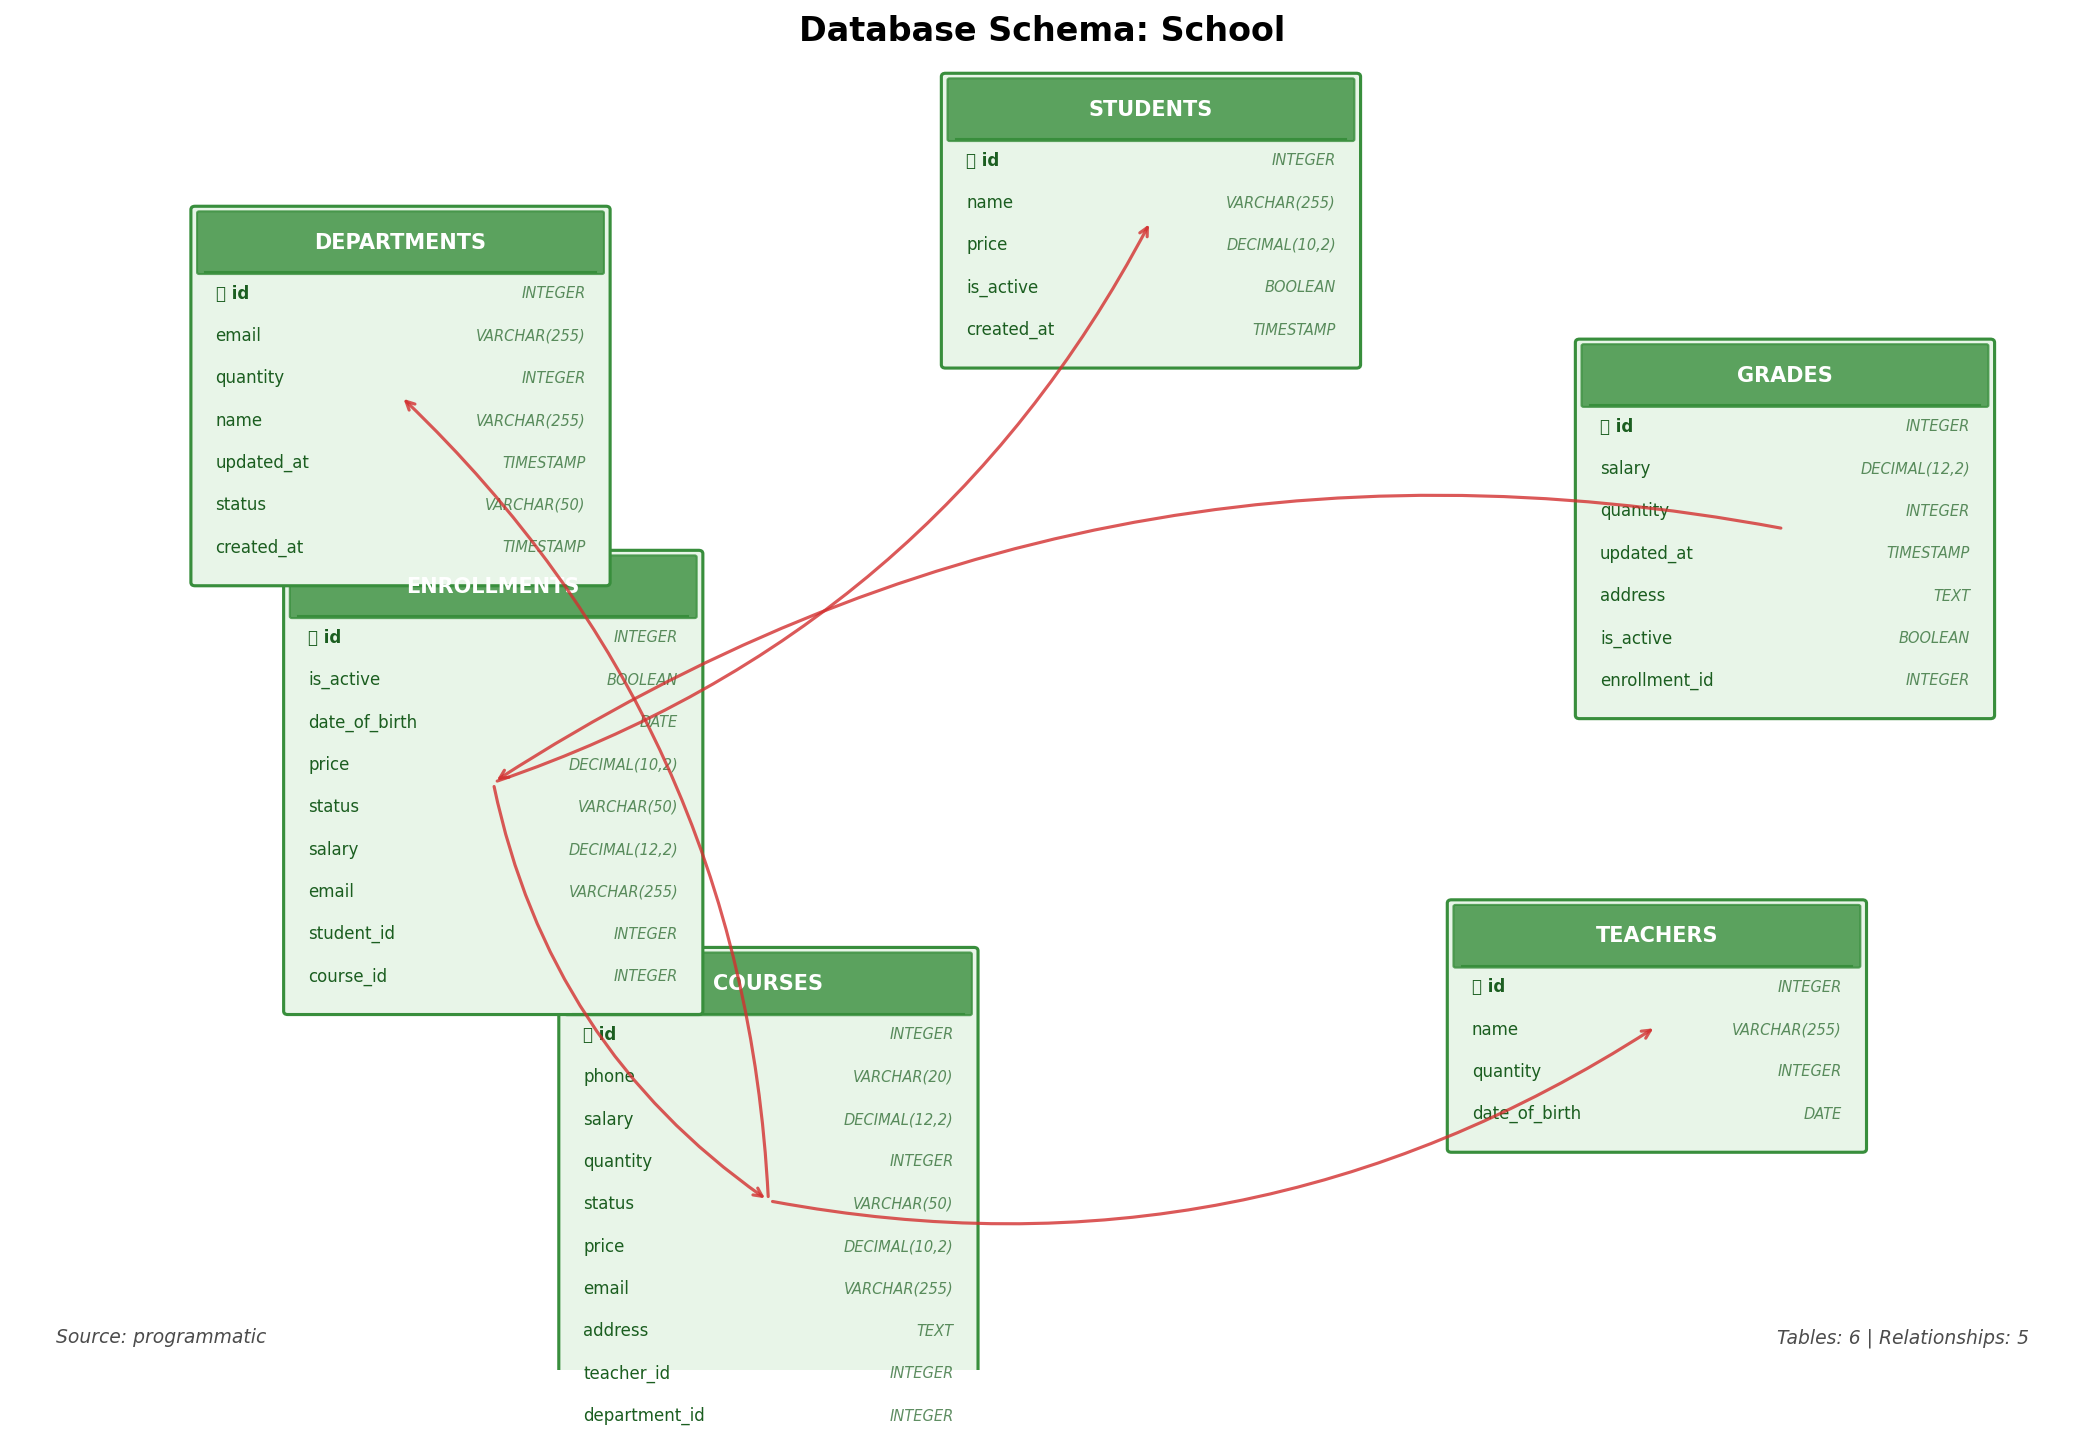 Database Schema: School
STUDENTS
id INTEGER
name VARCHAR(255)
price DECIMAL(10,2)
is_active BOOLEAN
created_at TIMESTAMP
DEPARTMENTS
id INTEGER
email VARCHAR(255)
quantity INTEGER
name VARCHAR(255)
updated_at TIMESTAMP
status VARCHAR(50)
created_at TIMESTAMP
GRADES
id INTEGER
salary DECIMAL(12,2)
quantity INTEGER
updated_at TIMESTAMP
address TEXT
is_active BOOLEAN
enrollment_id INTEGER
ENROLLMENTS
id INTEGER
is_active BOOLEAN
date_of_birth DATE
price DECIMAL(10,2)
status VARCHAR(50)
salary DECIMAL(12,2)
email VARCHAR(255)
student_id INTEGER
course_id INTEGER
TEACHERS
id INTEGER
name VARCHAR(255)
quantity INTEGER
date_of_birth DATE
COURSES
id INTEGER
phone VARCHAR(20)
salary DECIMAL(12,2)
quantity INTEGER
status VARCHAR(50)
price DECIMAL(10,2)
email VARCHAR(255)
address TEXT
teacher_id INTEGER
department_id INTEGER
Source: programmatic
Tables: 6 | Relationships: 5